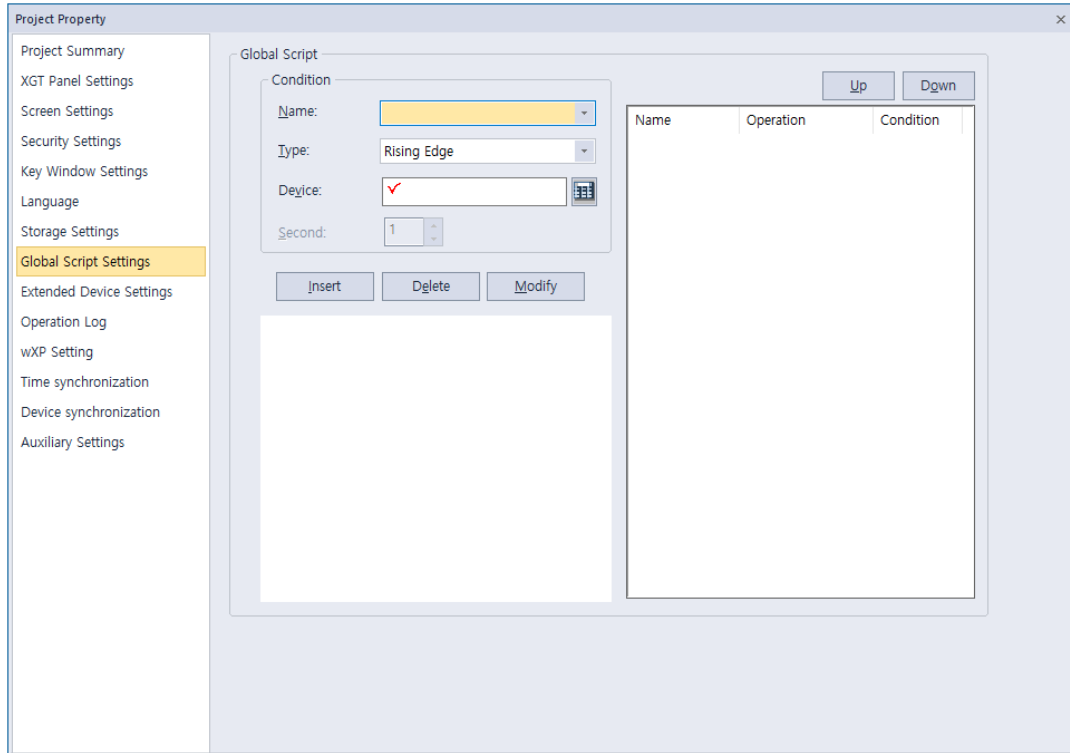 Project Property
Project Summary
XGT Panel Settings
Screen Settings
Security Settings
Key Window Settings
Language
Storage Settings
Global Script Settings
Extended Device Settings
Operation Log
wXP Setting
Time synchronization
Device synchronization
Auxiliary Settings
Global Script
Condition
Name:
Type: Rising Edge
Device:
Second: 1
Insert Delete Modify
Up Down
Name Operation Condition